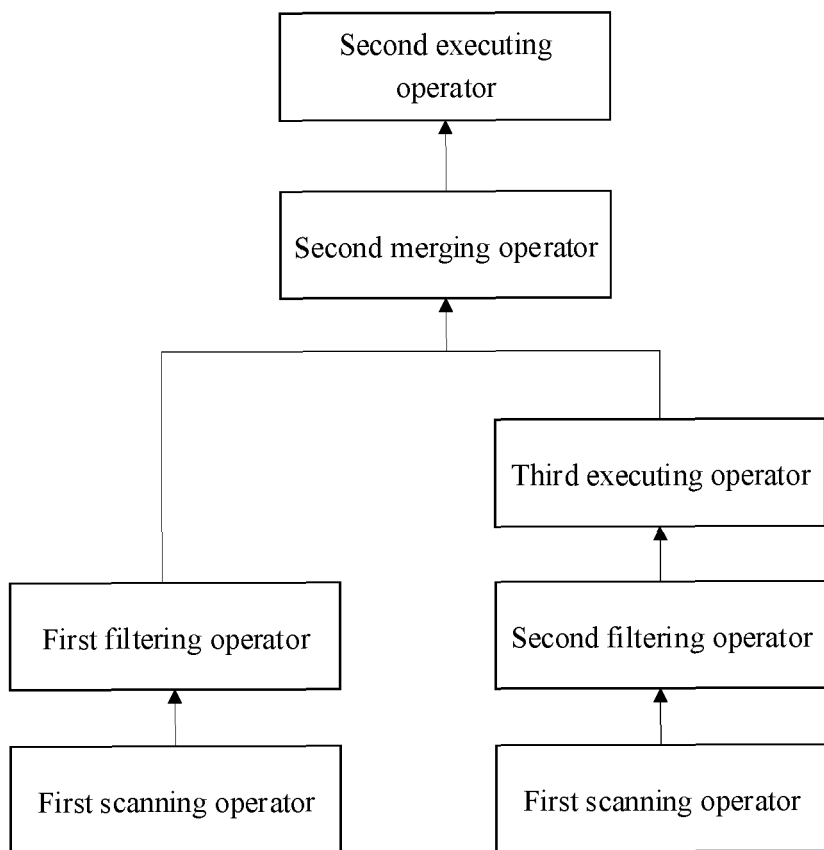 Second executing
operator
Second merging operator
Third executing operator
First filtering operator
Second filtering operator
First scanning operator
First scanning operator